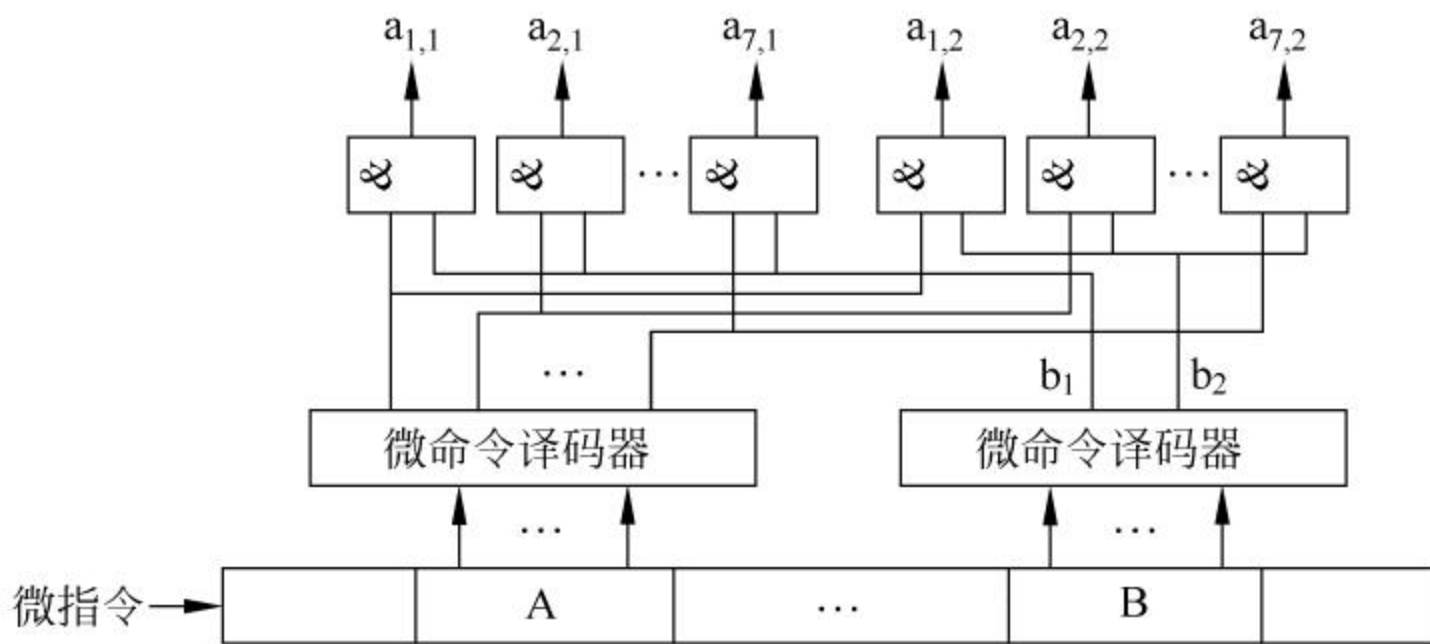 a1,1 a2,1 a7,1 a1,2 a2,2 a7,2
& & … & & & … &
… b1 b2
微命令译码器 微命令译码器
… …
微指令 A … B